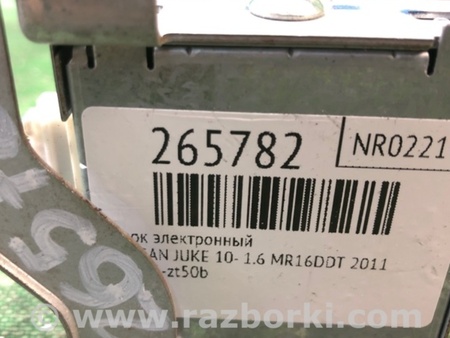 265782
NR0221
ок электронный
AN JUKE 10- 1.6 MR16DDT 2011
-zt50b
www.razborki.com